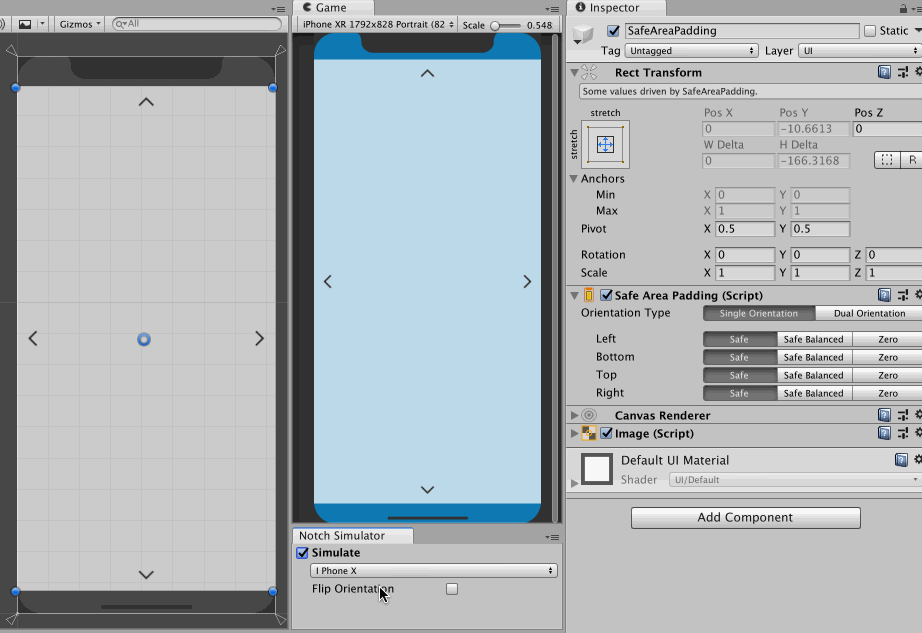 Gizmos
All
Game
iPhone XR 1792x828 Portrait (82
Scale
0.548
Notch Simulator
Simulate
I Phone X
Flip Orientation
Inspector
SafeAreaPadding
Static
Tag
Untagged
Layer
UI
Rect Transform
Some values driven by SafeAreaPadding.
stretch
stretch
Pos X
Pos Y
Pos Z
0
-10.6613
0
W Delta
H Delta
0
-166.3168
R
Anchors
Min
X 0
Y 0
Max
X 1
Y 1
Pivot
X 0.5
Y 0.5
Rotation
X 0
Y 0
Z 0
Scale
X 1
Y 1
Z 1
Safe Area Padding (Script)
Orientation Type
Single Orientation
Dual Orientation
Left
Safe
Safe Balanced
Zero
Bottom
Safe
Safe Balanced
Zero
Top
Safe
Safe Balanced
Zero
Right
Safe
Safe Balanced
Zero
Canvas Renderer
Image (Script)
Default UI Material
Shader
UI/Default
Add Component